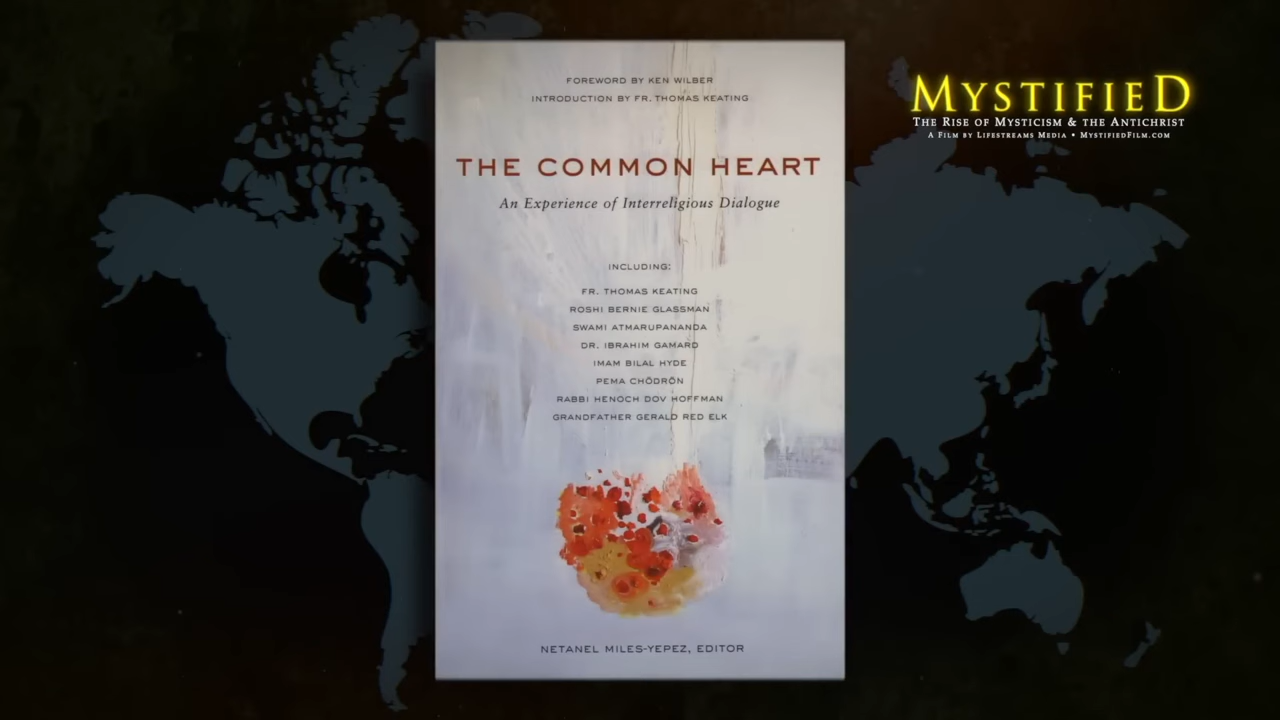 FOREWORD BY KEN WILBER
INTRODUCTION BY FR. THOMAS KEATING
THE COMMON HEART
An Experience of Interreligious Dialogue
INCLUDING:
FR. THOMAS KEATING
ROSHI BERNIE GLASSMAN
SWAMI ATMARUPANANDA
DR. IBRAHIM GAMARD
IMAM BILAL HYDE
PEMA CHÖDRÖN
RABBI HENOCH DOV HOFFMAN
GRANDFATHER GERALD RED ELK
NETANEL MILES-YEPEZ, EDITOR
MYSTIFIED
THE RISE OF MYSTICISM & THE ANTICHRIST
A FILM BY LIFESTREAMS MEDIA • MYSTIFIEDFILM.COM